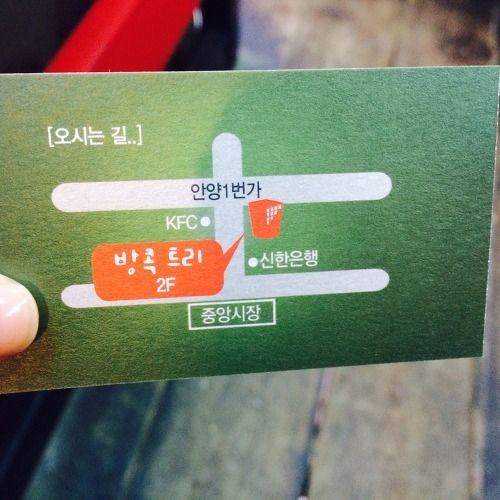 [오시는 길..]
안양1번가
KFC
방콕 트리
2F
신한은행
중앙시장